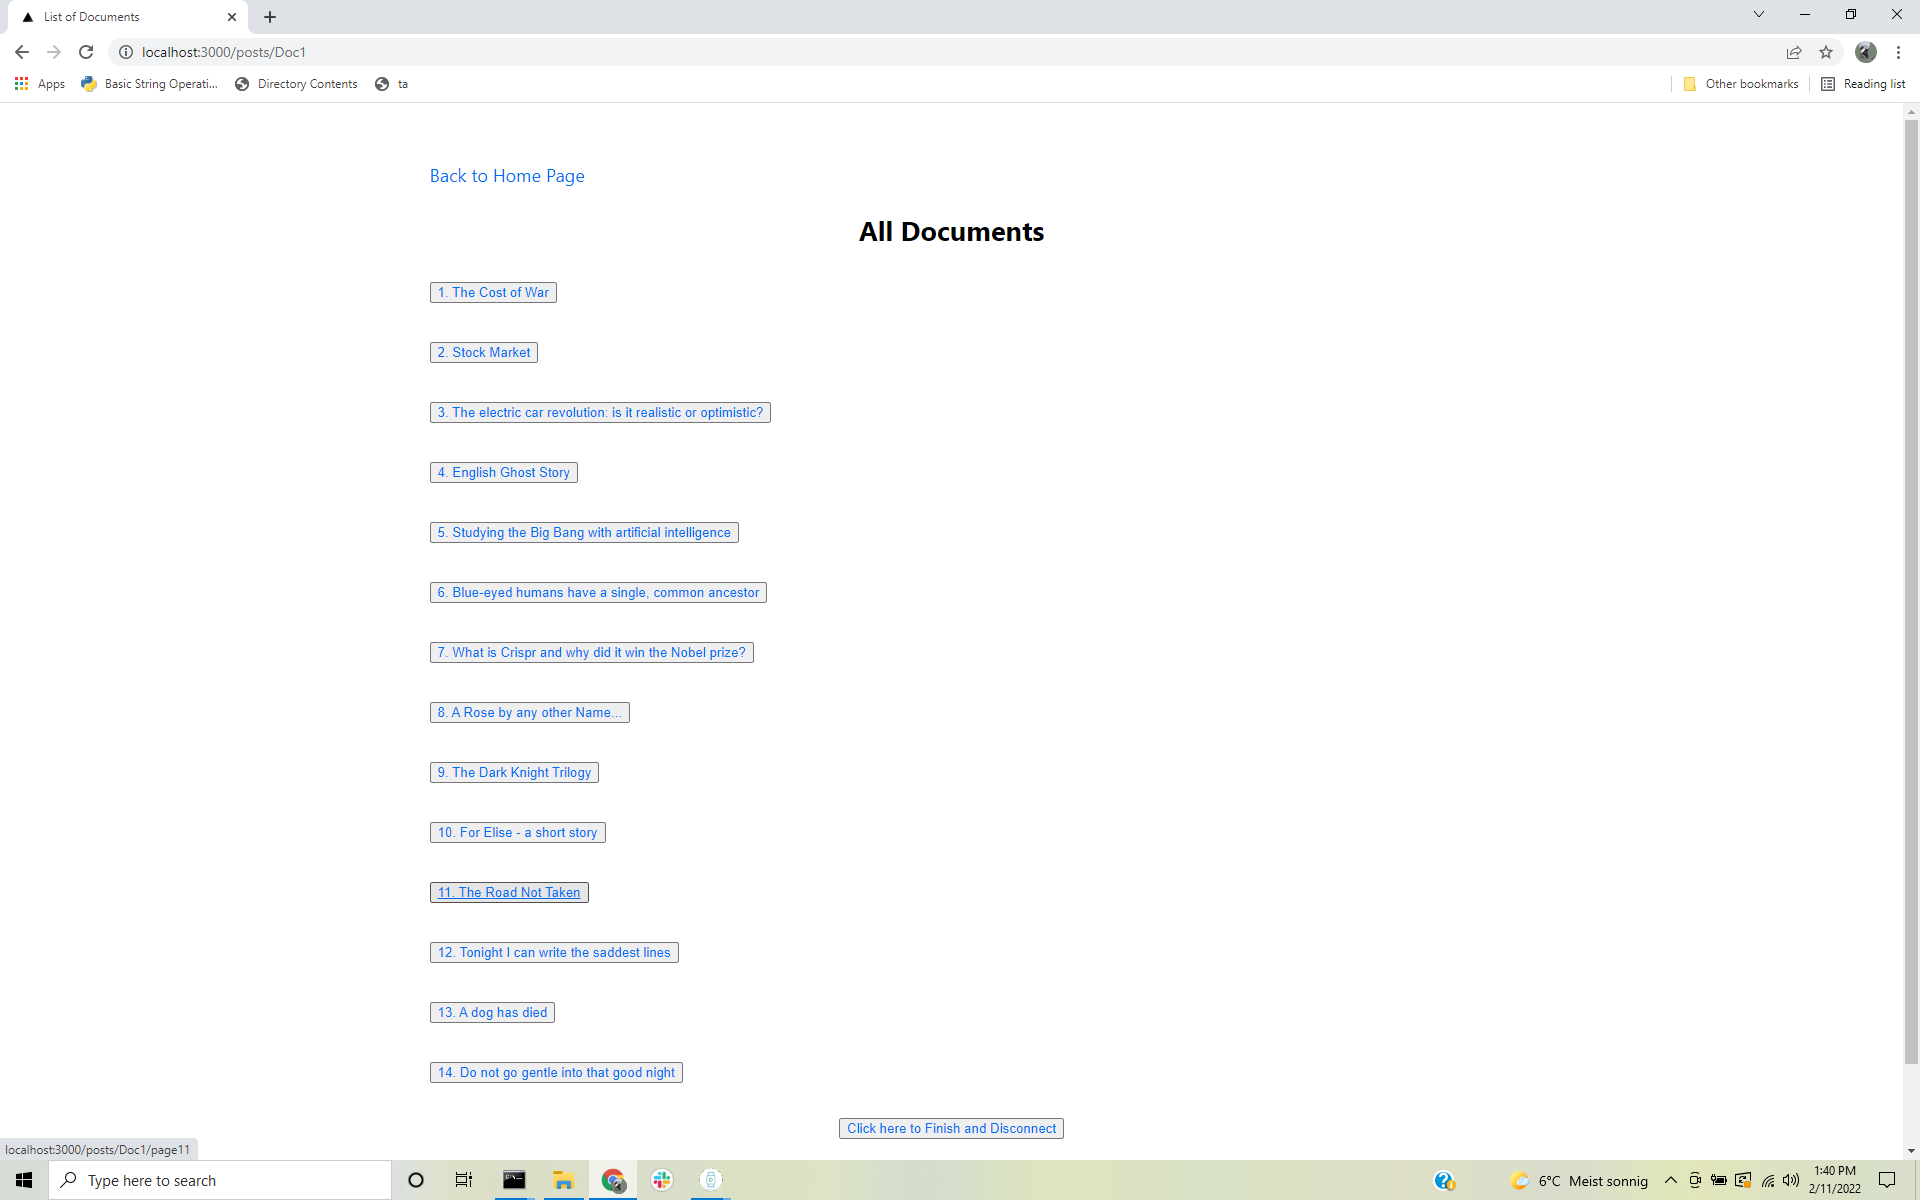 List of Documents
localhost:3000/posts/Doc1
Apps
Basic String Operati...
Directory Contents
ta
Other bookmarks
Reading list
Back to Home Page
All Documents
1. The Cost of War
2. Stock Market
3. The electric car revolution: is it realistic or optimistic?
4. English Ghost Story
5. Studying the Big Bang with artificial intelligence
6. Blue-eyed humans have a single, common ancestor
7. What is Crispr and why did it win the Nobel prize?
8. A Rose by any other Name...
9. The Dark Knight Trilogy
10. For Elise - a short story
11. The Road Not Taken
12. Tonight I can write the saddest lines
13. A dog has died
14. Do not go gentle into that good night
Click here to Finish and Disconnect
localhost:3000/posts/Doc1/page11
Type here to search
6°C Meist sonnig
1:40 PM
2/11/2022